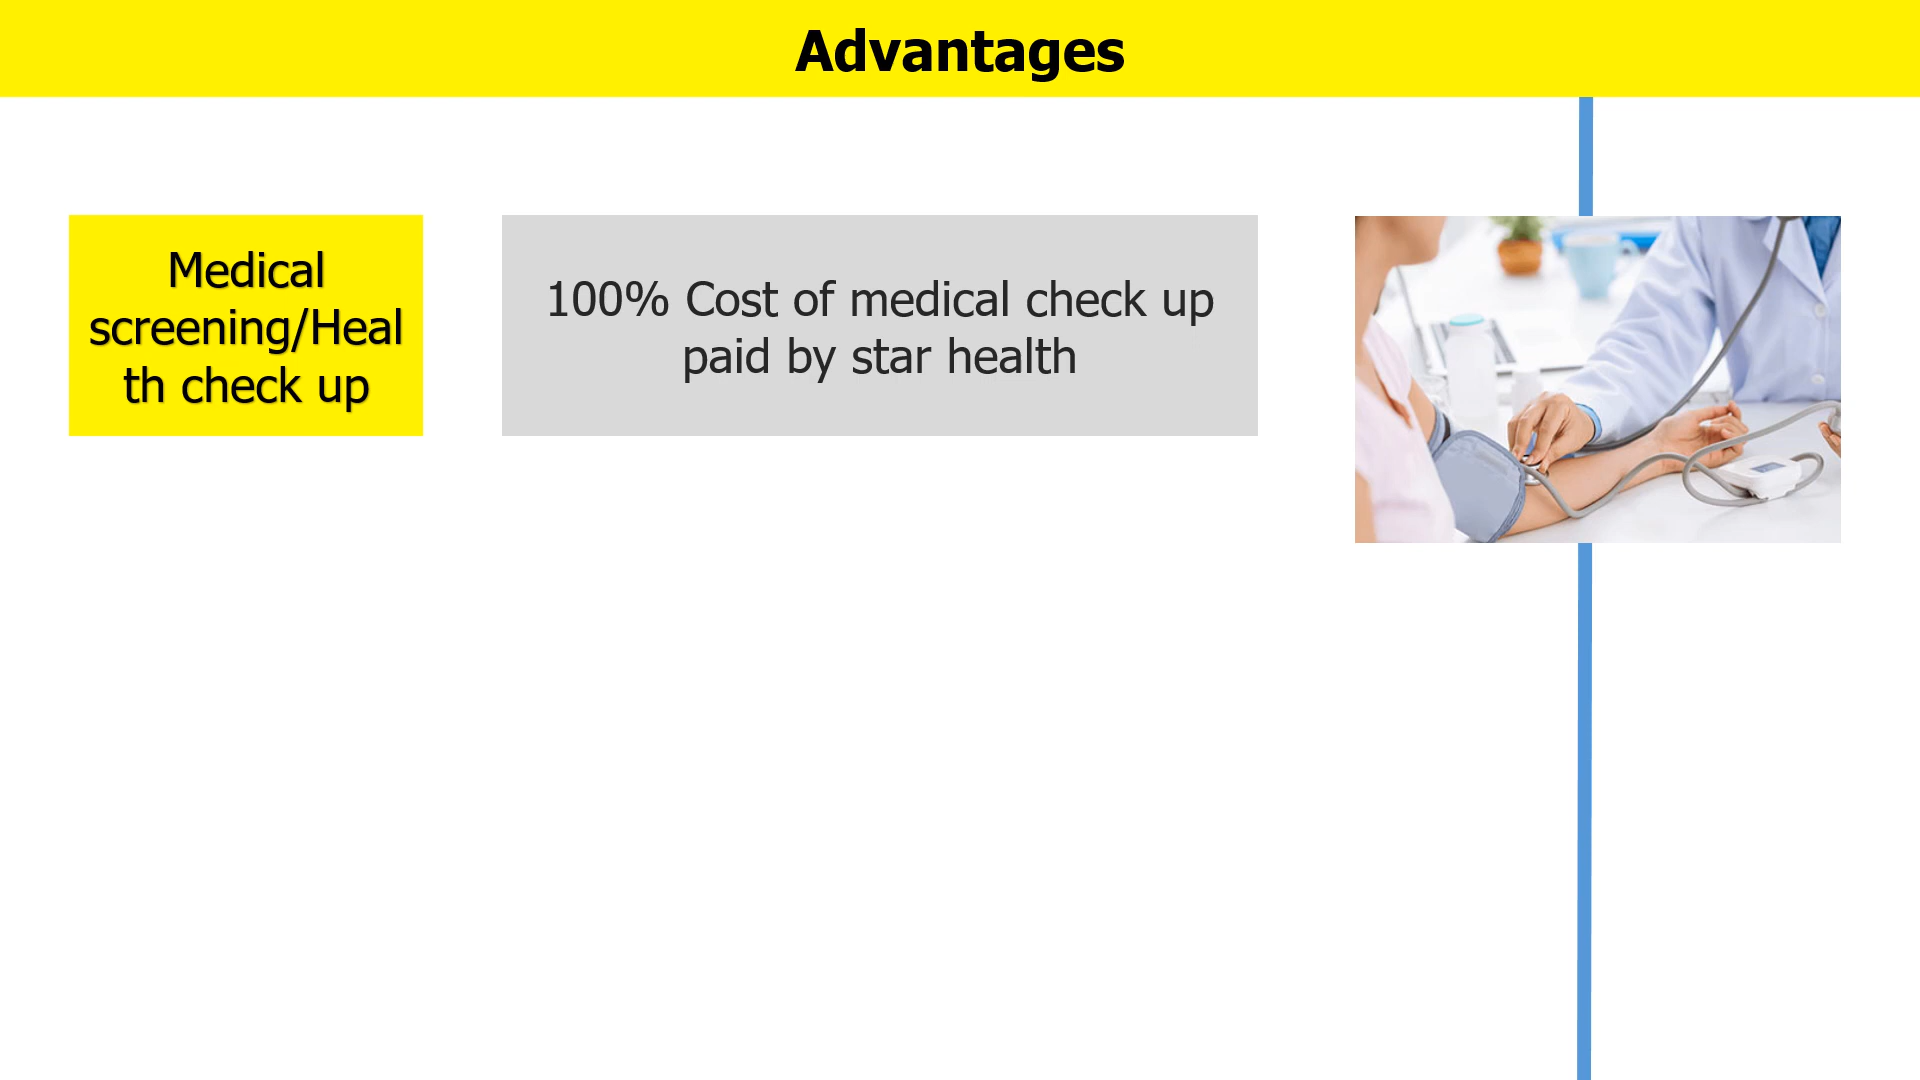 Advantages
Medical
screening/Heal
th check up
100% Cost of medical check up
paid by star health